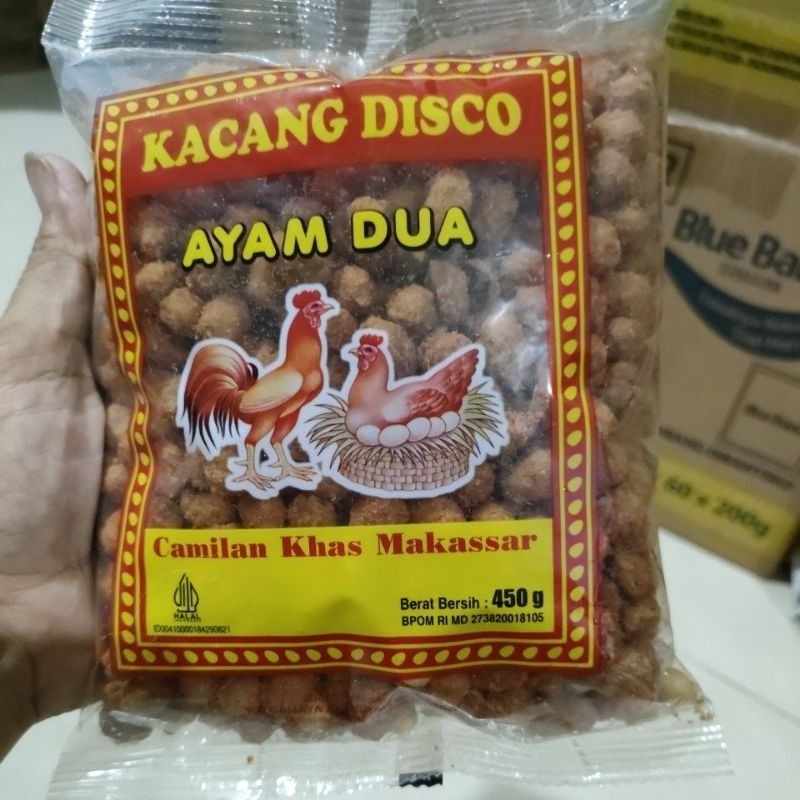 KACANG DISCO
AYAM DUA
Camilan Khas Makassar
HALAL
INDONESIA
ID00410000184290821
Berat Bersih : 450 g
BPOM RI MD 273820018105
Blue Ba
60 x 200g